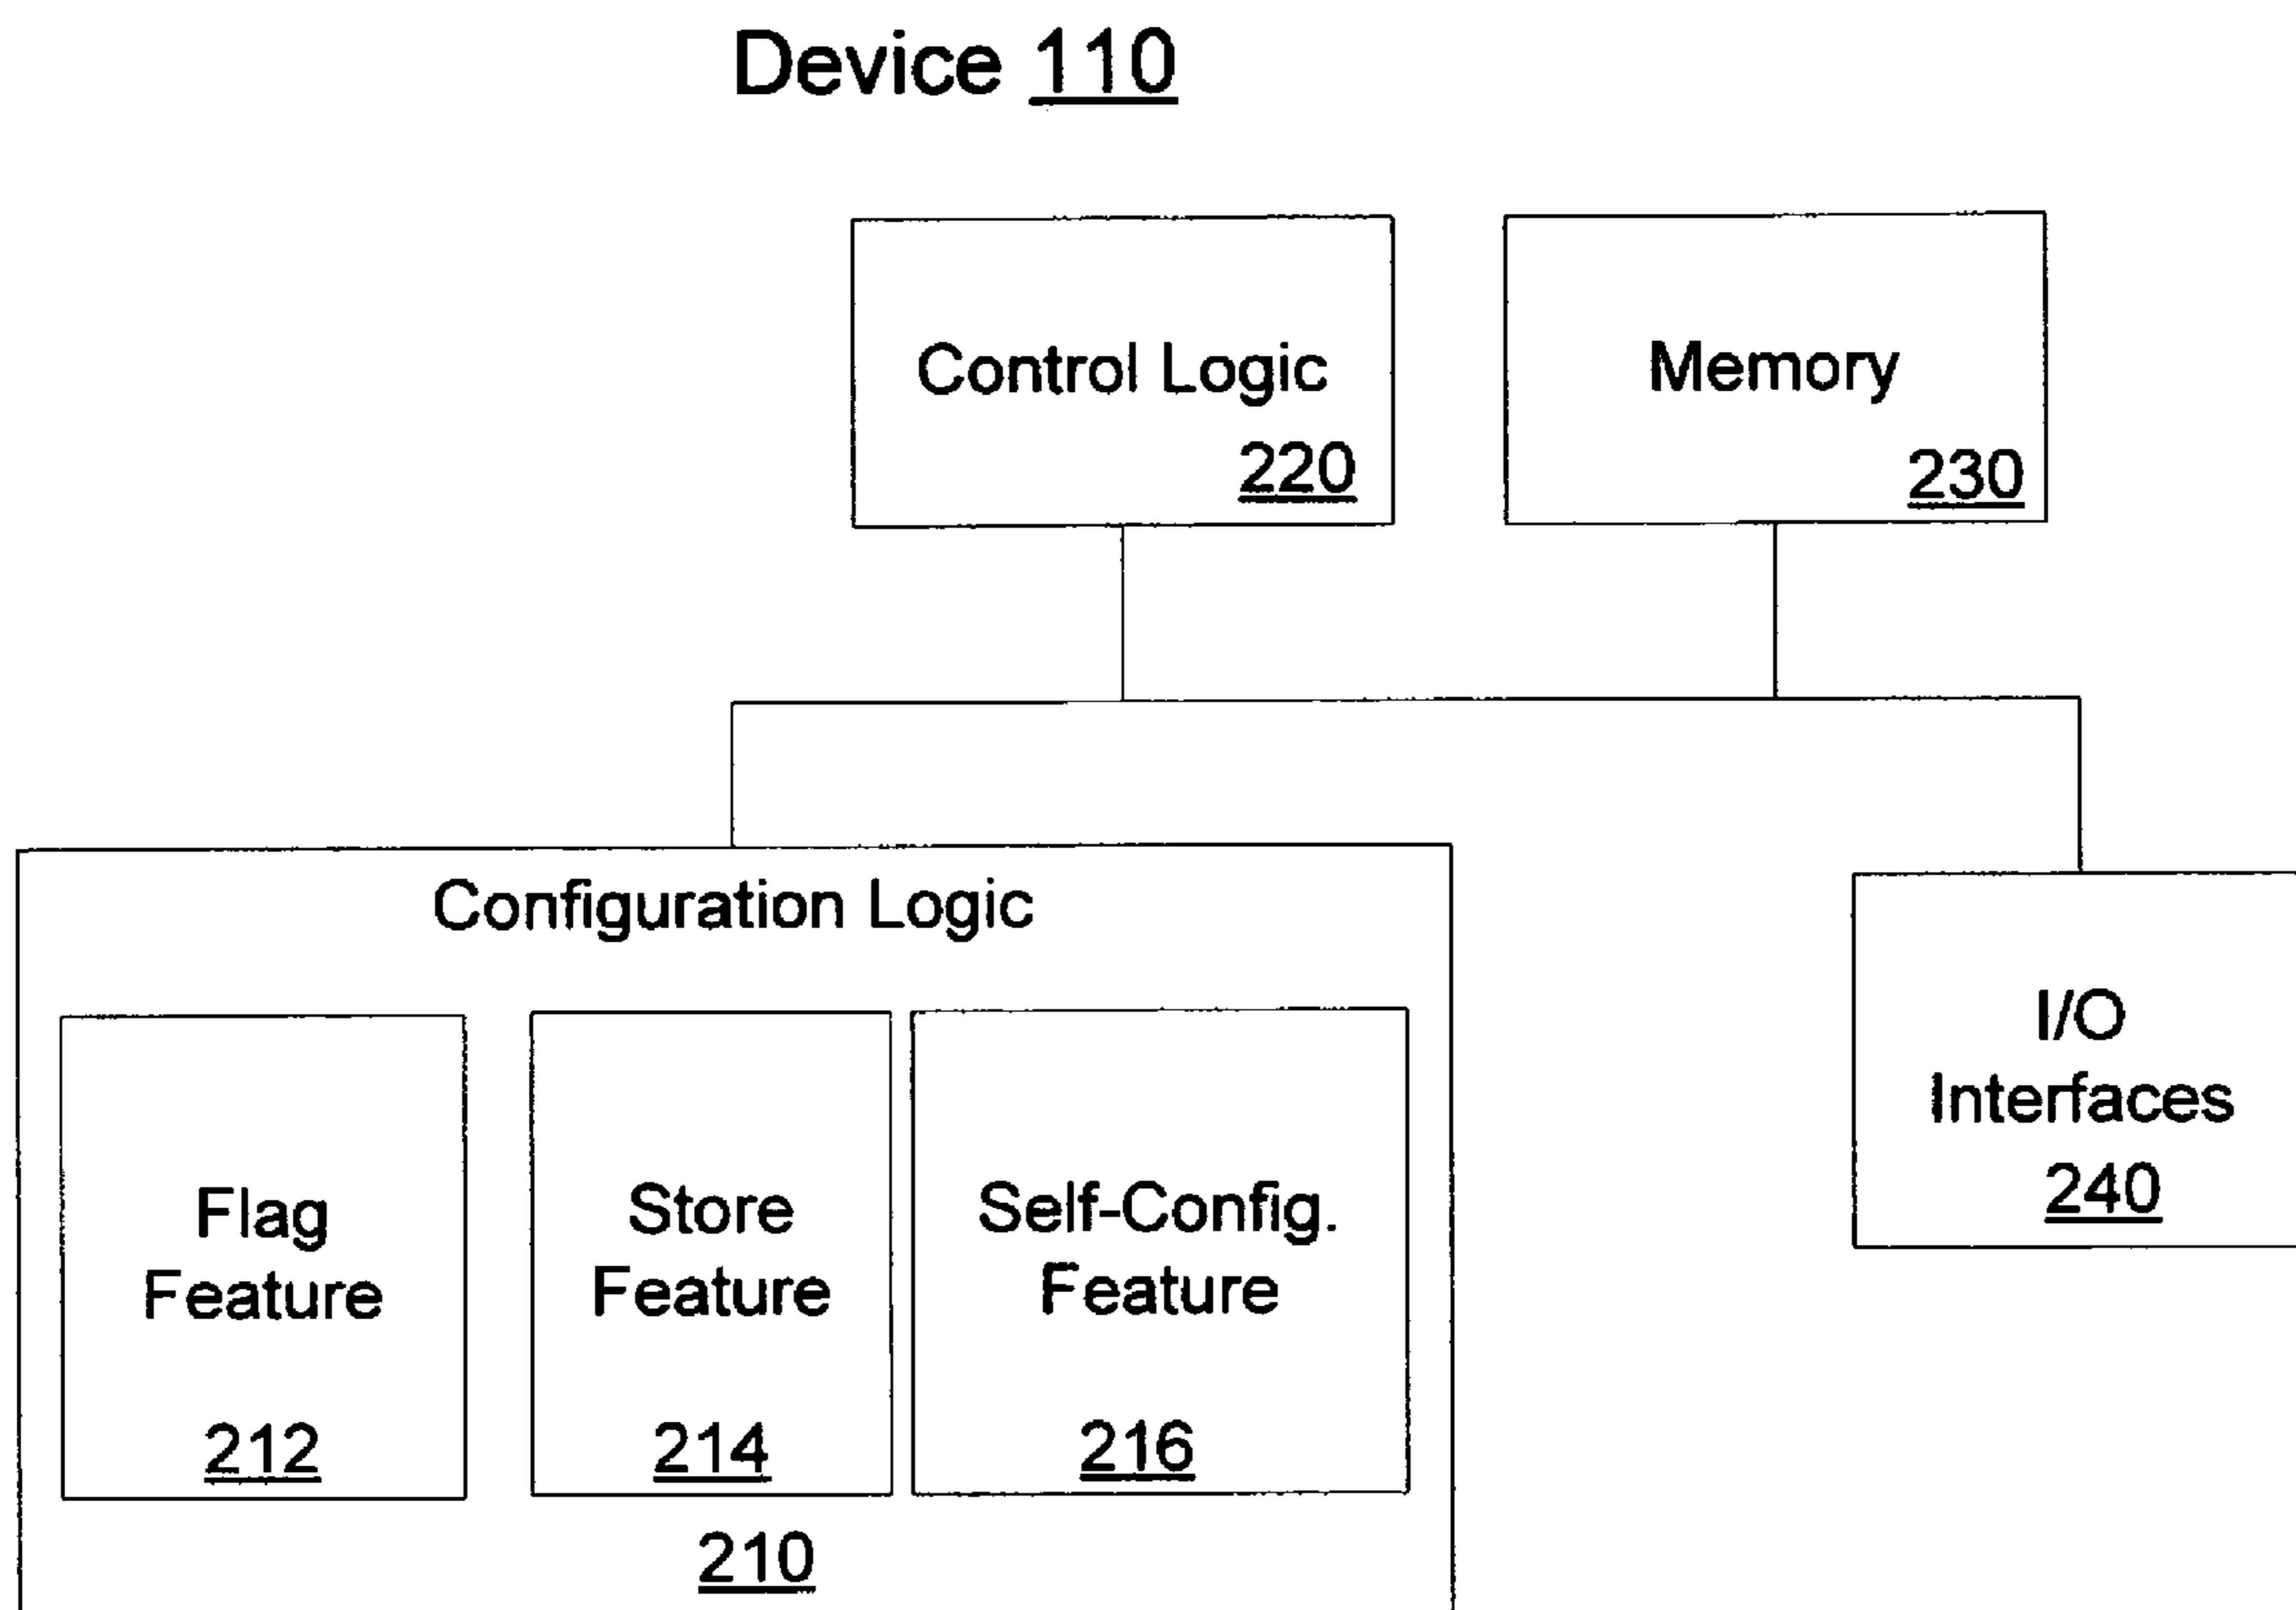 Device 110
Control Logic
220
Memory
230
Configuration Logic
Flag
Feature
212
Store
Feature
214
Self-Config.
Feature
216
210
I/O
Interfaces
240